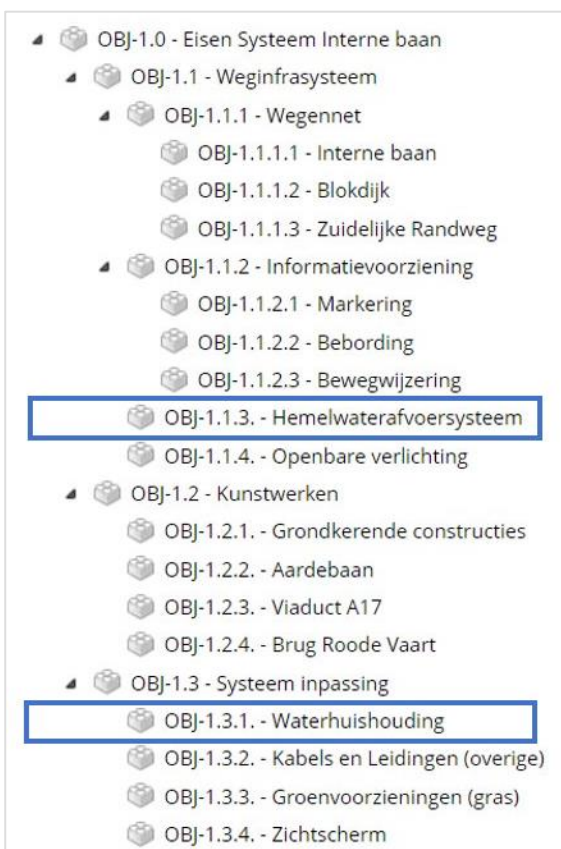 OBJ-1.0 - Eisen Systeem Interne baan
OBJ-1.1 - Weginfrasysteem
OBJ-1.1.1 - Wegennet
OBJ-1.1.1.1 - Interne baan
OBJ-1.1.1.2 - Blokdijk
OBJ-1.1.1.3 - Zuidelijke Randweg
OBJ-1.1.2 - Informatievoorziening
OBJ-1.1.2.1 - Markering
OBJ-1.1.2.2 - Bebording
OBJ-1.1.2.3 - Bewegwijzering
OBJ-1.1.3. - Hemelwaterafvoersysteem
OBJ-1.1.4. - Openbare verlichting
OBJ-1.2 - Kunstwerken
OBJ-1.2.1. - Grondkerende constructies
OBJ-1.2.2. - Aardebaan
OBJ-1.2.3. - Viaduct A17
OBJ-1.2.4. - Brug Roode Vaart
OBJ-1.3 - Systeem inpassing
OBJ-1.3.1. - Waterhuishouding
OBJ-1.3.2. - Kabels en Leidingen (overige)
OBJ-1.3.3. - Groenvoorzieningen (gras)
OBJ-1.3.4. - Zichtscherm